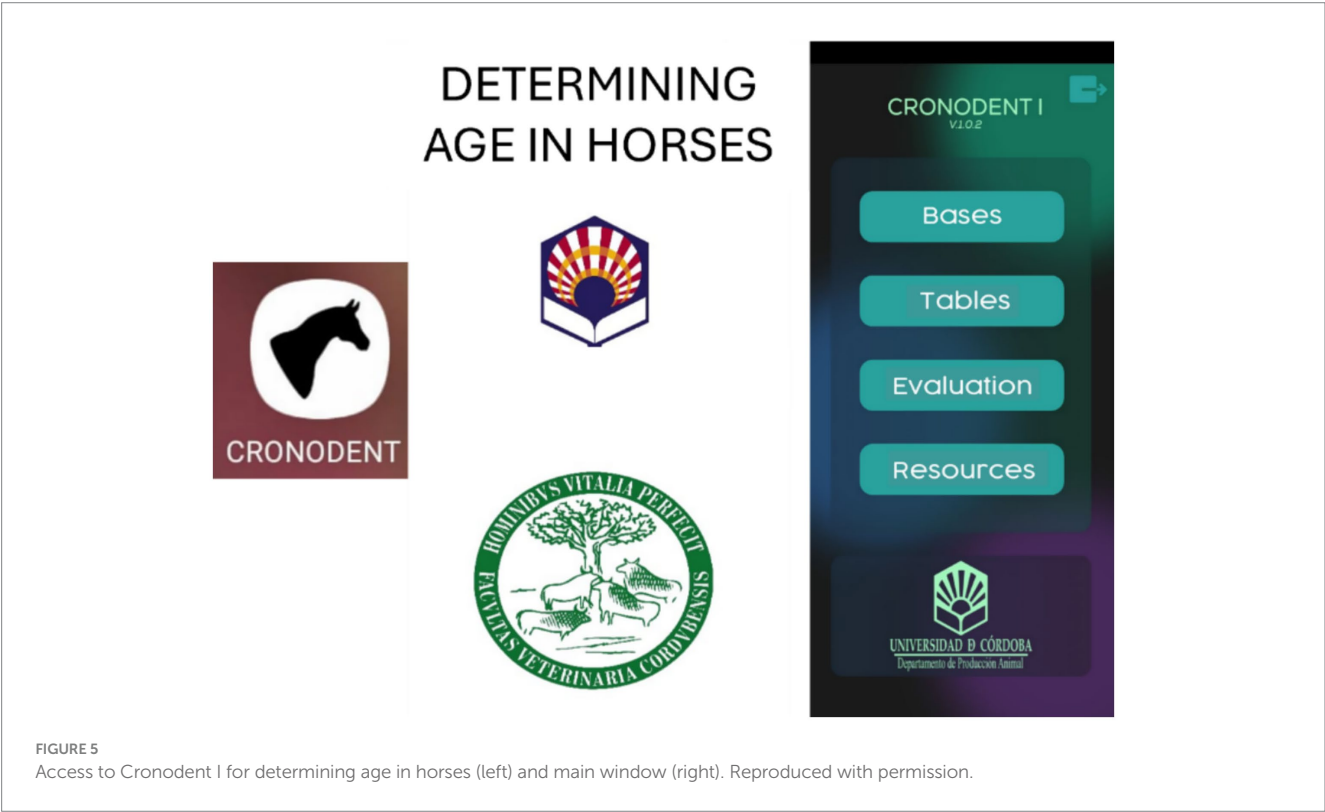 DETERMINING
AGE IN HORSES
CRONODENT
HOMINIBVS VITALIA PERFECIT
FACVLTAS VETERINARIA CORDVBENSIS
CRONODENT I
V.1.0.2
Bases
Tables
Evaluation
Resources
UNIVERSIDAD Ð CÓRDOBA
Departamento de Producción Animal
FIGURE 5
Access to Cronodent I for determining age in horses (left) and main window (right). Reproduced with permission.